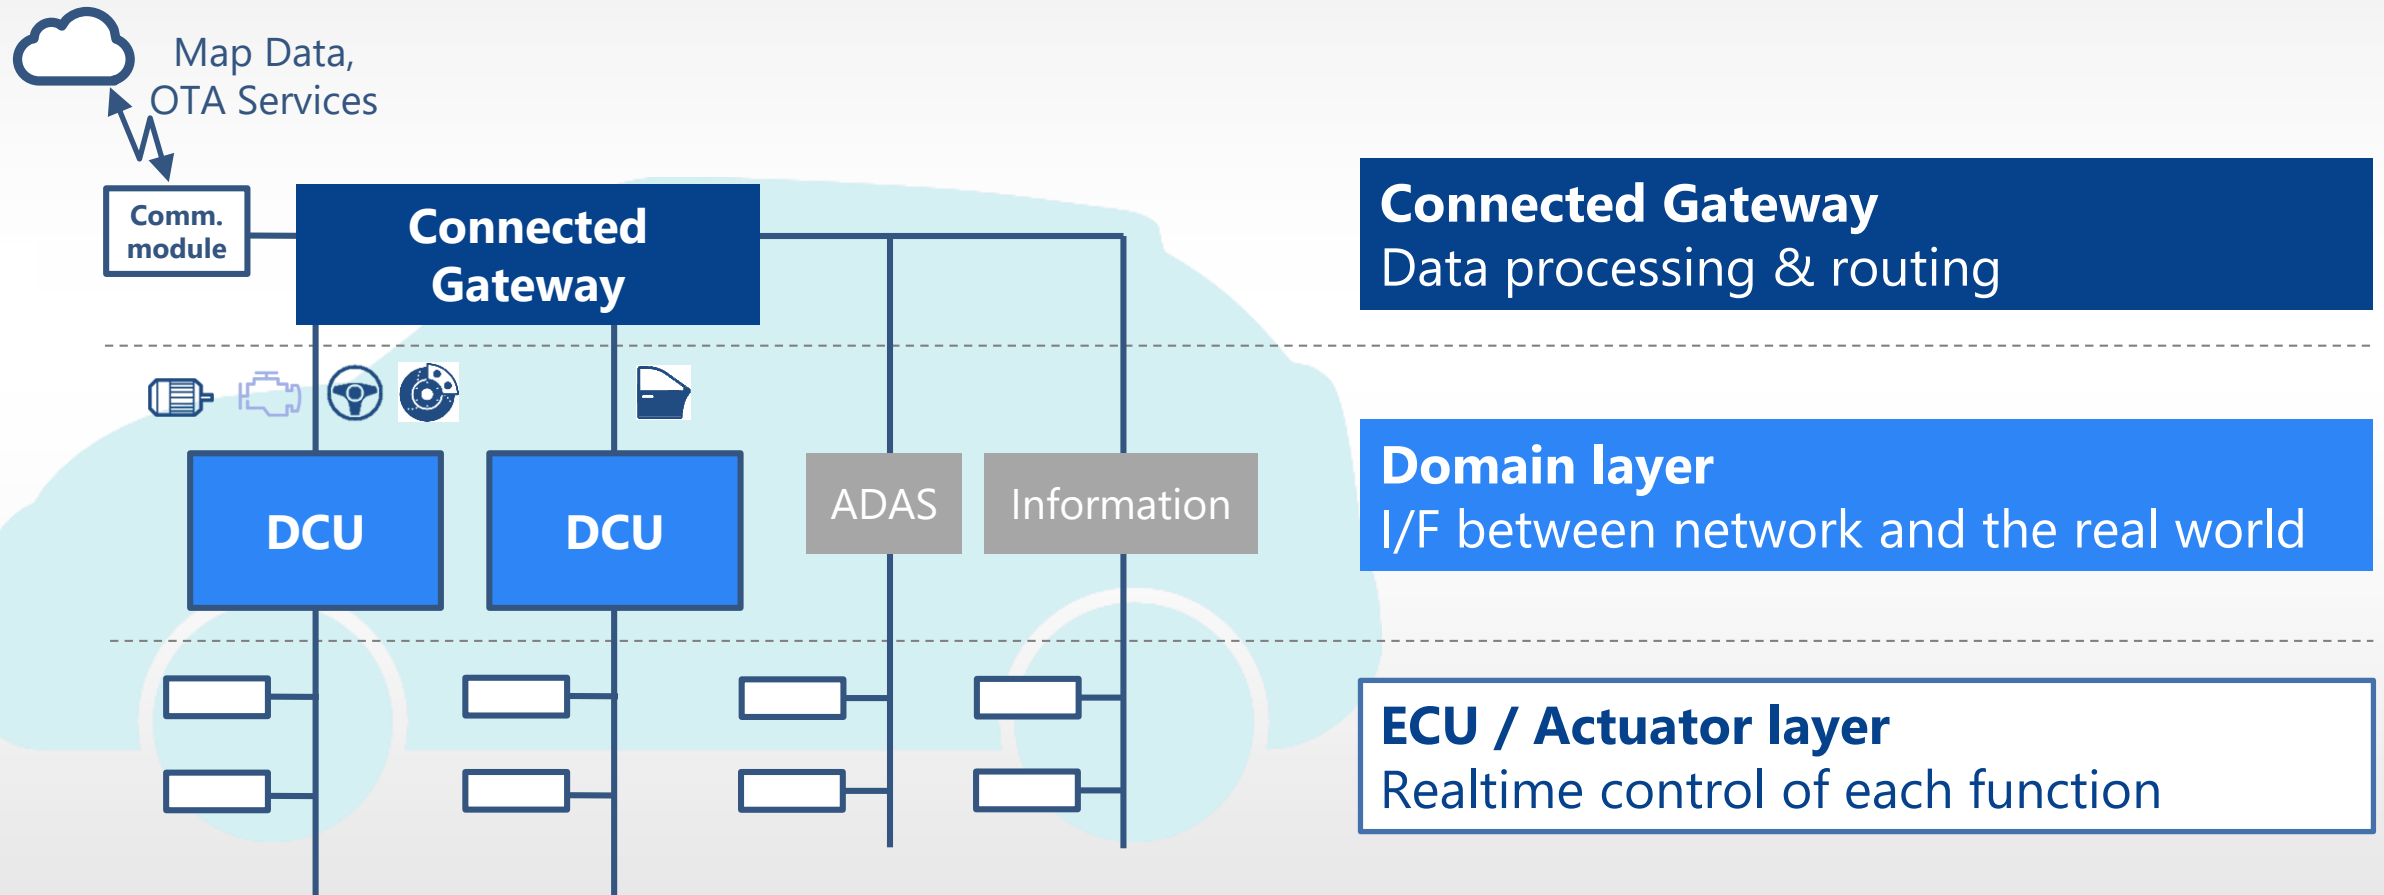 Map Data,
OTA Services
Comm.
module
Connected
Gateway
DCU
DCU
ADAS
Information
Connected Gateway
Data processing & routing
Domain layer
I/F between network and the real world
ECU / Actuator layer
Realtime control of each function